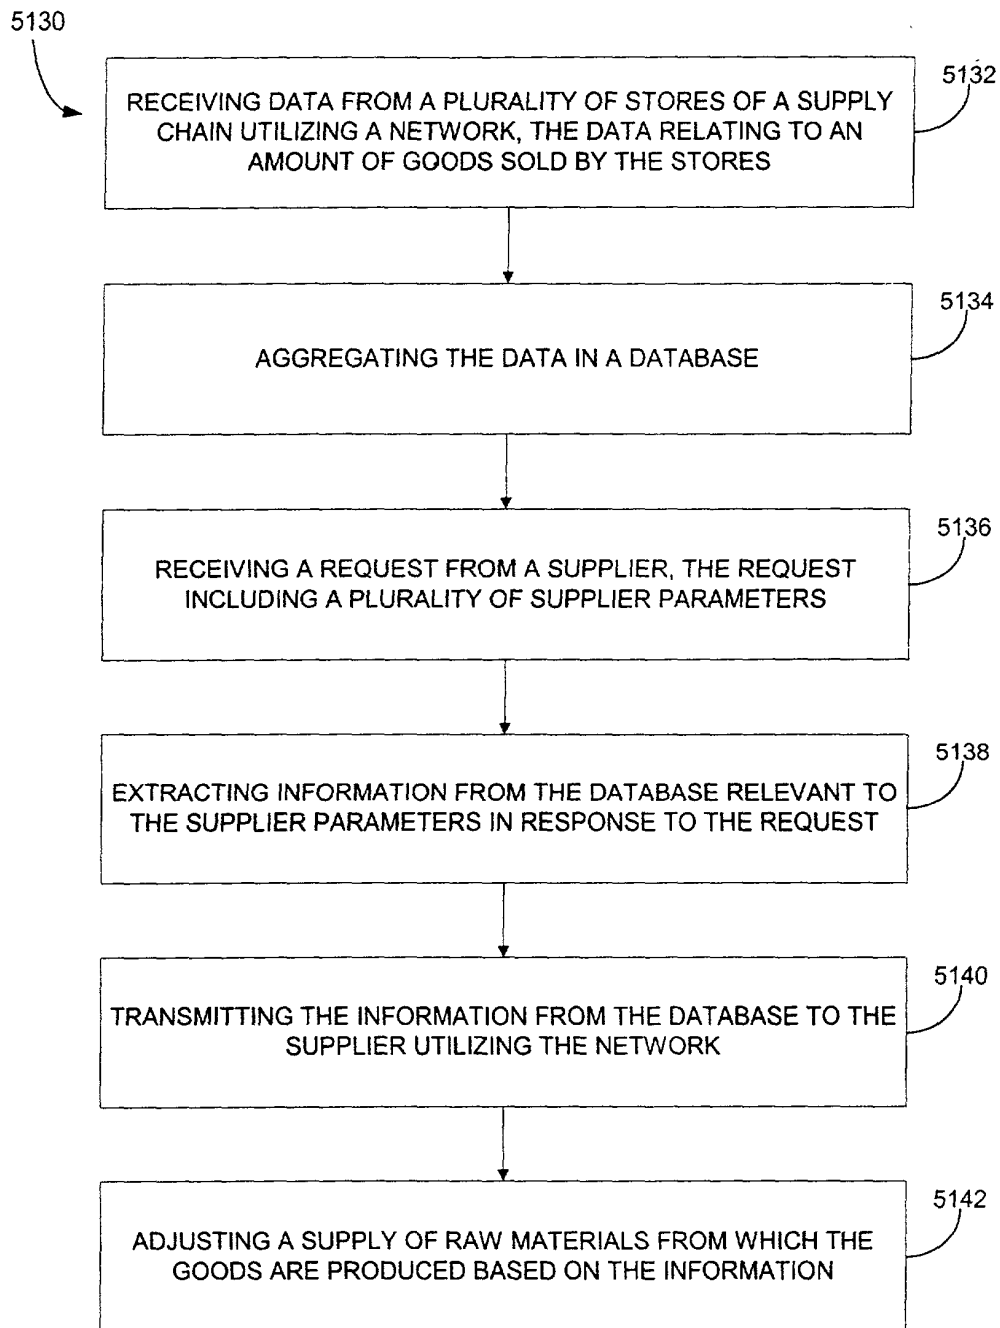 5130
5132
RECEIVING DATA FROM A PLURALITY OF STORES OF A SUPPLY
CHAIN UTILIZING A NETWORK, THE DATA RELATING TO AN
AMOUNT OF GOODS SOLD BY THE STORES
5134
AGGREGATING THE DATA IN A DATABASE
5136
RECEIVING A REQUEST FROM A SUPPLIER, THE REQUEST
INCLUDING A PLURALITY OF SUPPLIER PARAMETERS
5138
EXTRACTING INFORMATION FROM THE DATABASE RELEVANT TO
THE SUPPLIER PARAMETERS IN RESPONSE TO THE REQUEST
5140
TRANSMITTING THE INFORMATION FROM THE DATABASE TO THE
SUPPLIER UTILIZING THE NETWORK
5142
ADJUSTING A SUPPLY OF RAW MATERIALS FROM WHICH THE
GOODS ARE PRODUCED BASED ON THE INFORMATION